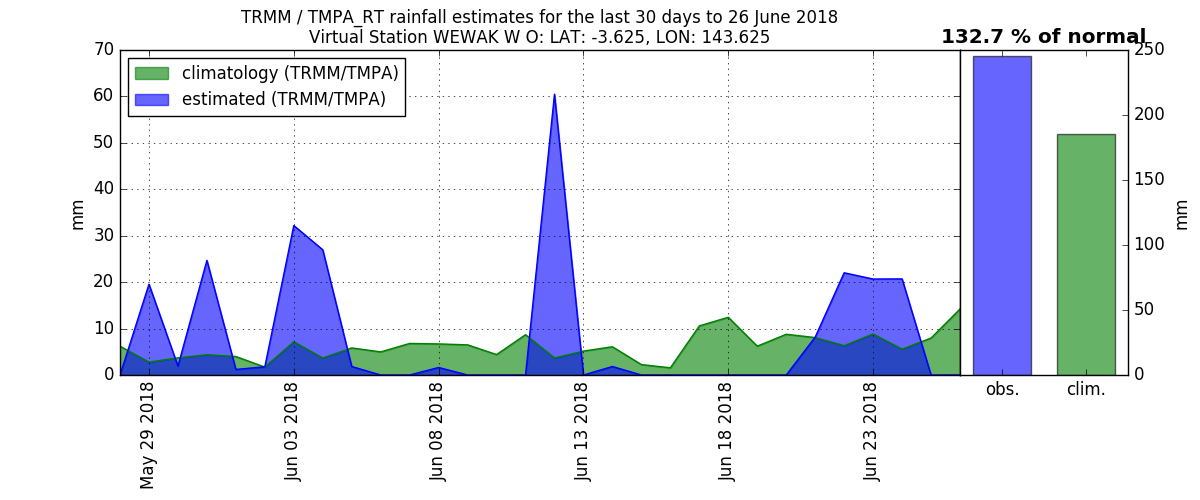 TRMM / TMPA_RT rainfall estimates for the last 30 days to 26 June 2018
Virtual Station WEWAK W O: LAT: -3.625, LON: 143.625
132.7 % of normal
climatology (TRMM/TMPA)
estimated (TRMM/TMPA)
70
60
50
40
30
20
10
0
mm
May 29 2018
Jun 03 2018
Jun 08 2018
Jun 13 2018
Jun 18 2018
Jun 23 2018
obs.
clim.
250
200
150
100
50
0
mm